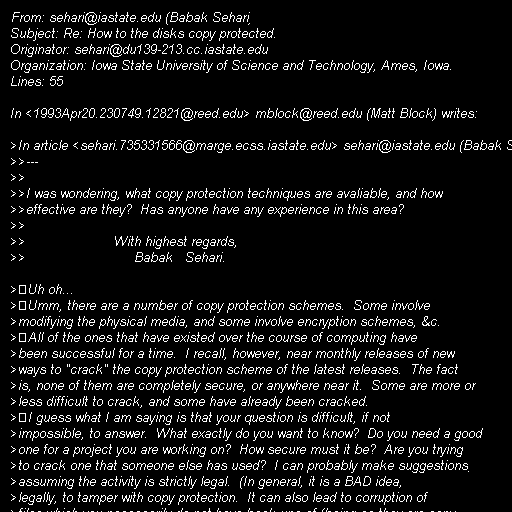 From: sehari@iastate.edu (Babak Sehari)
Subject: Re: How to the disks copy protected.
Originator: sehari@du139-213.cc.iastate.edu
Organization: Iowa State University of Science and Technology, Ames, Iowa.
Lines: 55

In <1993Apr20.230749.12821@reed.edu> mblock@reed.edu (Matt Block) writes:

>In article <sehari.735331566@marge.ecss.iastate.edu> sehari@iastate.edu (Babak S
>>---
>>
>>I was wondering, what copy protection techniques are avaliable, and how
>>effective are they?  Has anyone have any experience in this area?
>>
>>                        With highest regards,
>>                             Babak   Sehari.

>▯Uh oh...
>▯Umm, there are a number of copy protection schemes.  Some involve
>modifying the physical media, and some involve encryption schemes, &c.
>▯All of the ones that have existed over the course of computing have
>been successful for a time.  I recall, however, near monthly releases of new
>ways to "crack" the copy protection scheme of the latest releases.  The fact
>is, none of them are completely secure, or anywhere near it.  Some are more or
>less difficult to crack, and some have already been cracked.
>▯I guess what I am saying is that your question is difficult, if not
>impossible, to answer.  What exactly do you want to know?  Do you need a good
>one for a project you are working on?  How secure must it be?  Are you trying
>to crack one that someone else has used?  I can probably make suggestions,
>assuming the activity is strictly legal.  (In general, it is a BAD idea,
>legally, to tamper with copy protection.  It can also lead to corruption of